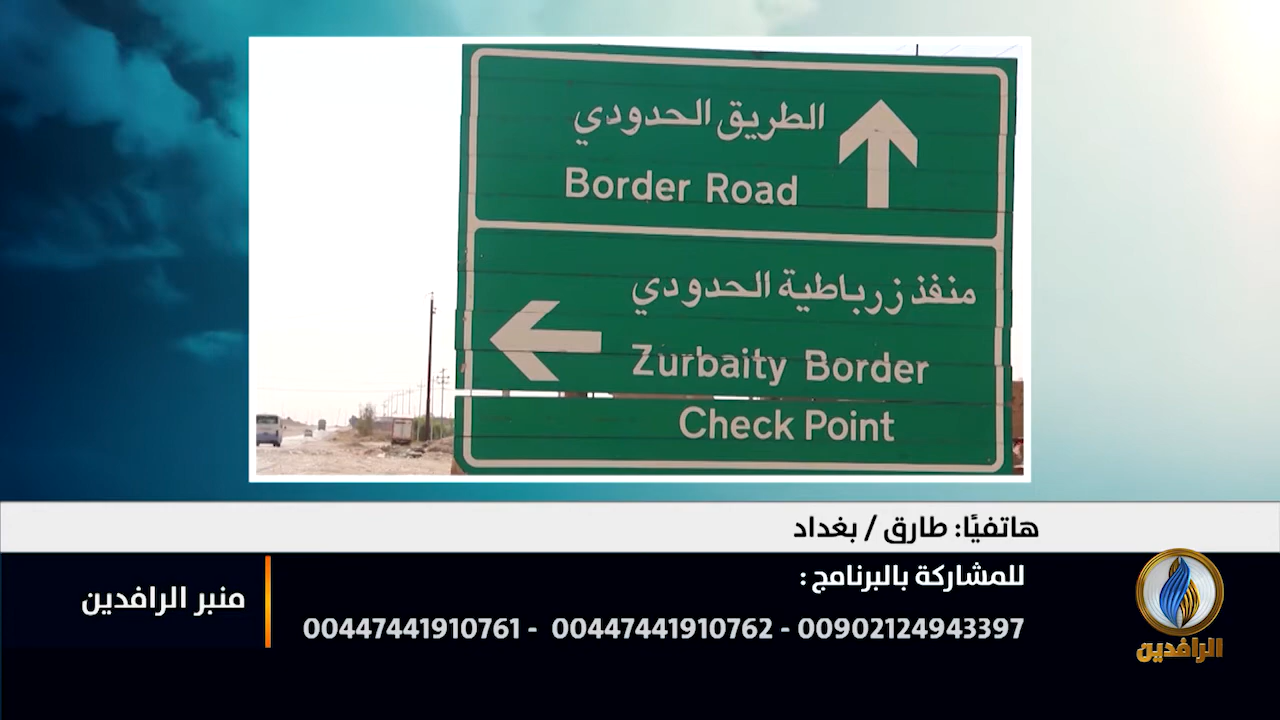 الطريق الحدودي
Border Road
منفذ زرباطية الحدودي
Zurbaity Border
Check Point
هاتفيًا: طارق / بغداد
للمشاركة بالبرنامج :
00447441910761 - 00447441910762 - 00902124943397
منبر الرافدين
الرافدين